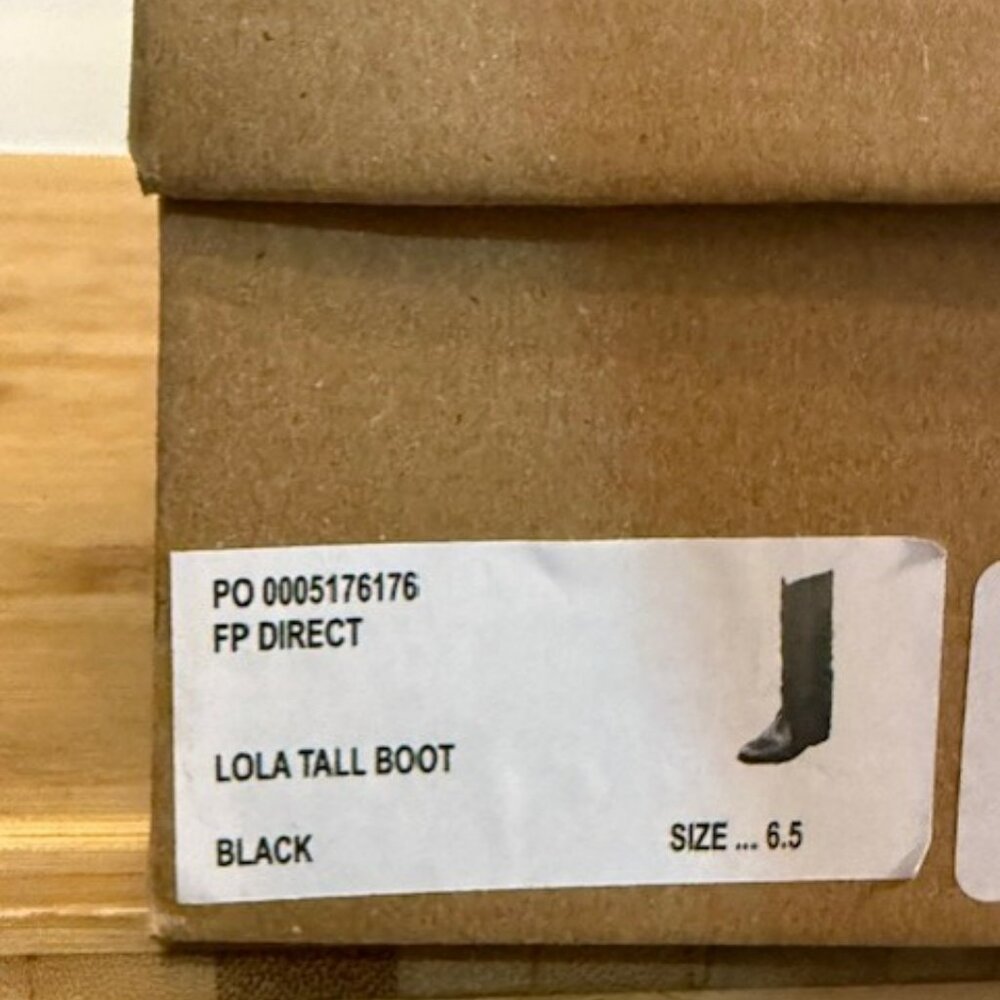 PO 0005176176
FP DIRECT
LOLA TALL BOOT
BLACK
SIZE ... 6.5